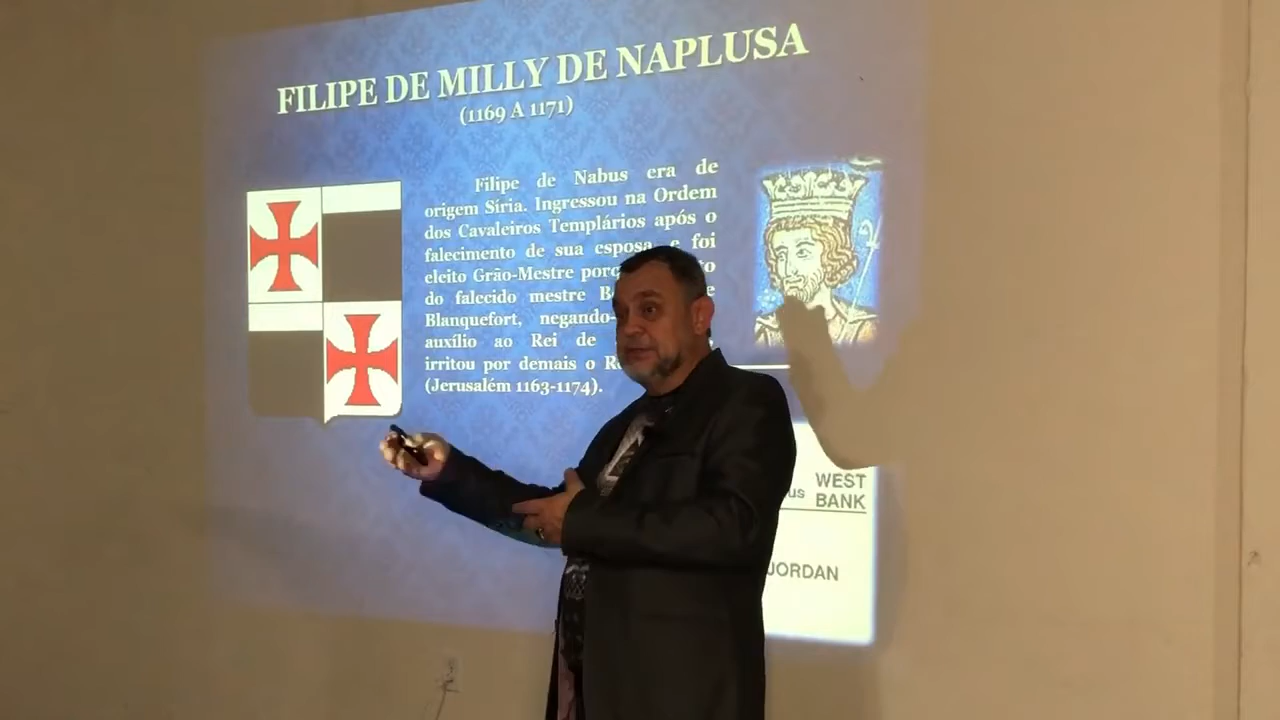 FILIPE DE MILLY DE NAPLUSA
(1169 A 1171)
Filipe de Nabus era de
origem Síria. Ingressou na Ordem
dos Cavaleiros Templários após o
falecimento de sua esposa, e foi
eleito Grão-Mestre
do falecido mestre
Blanquefort, negando-
auxílio ao Rei de
irritou por demais o
(Jerusalém 1163-1174).
WEST
BANK
JORDAN